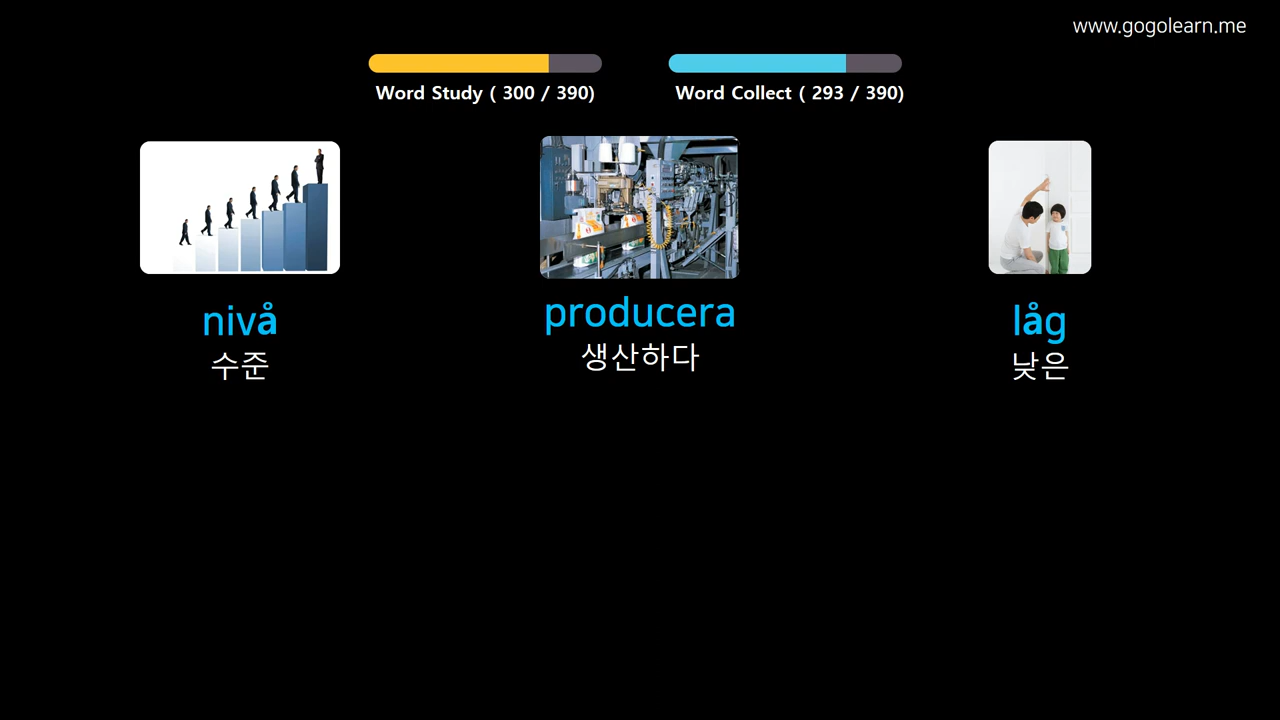 www.gogolearn.me
Word Study ( 300 / 390)
Word Collect ( 293 / 390)
nivå
수준
producera
생산하다
låg
낮은